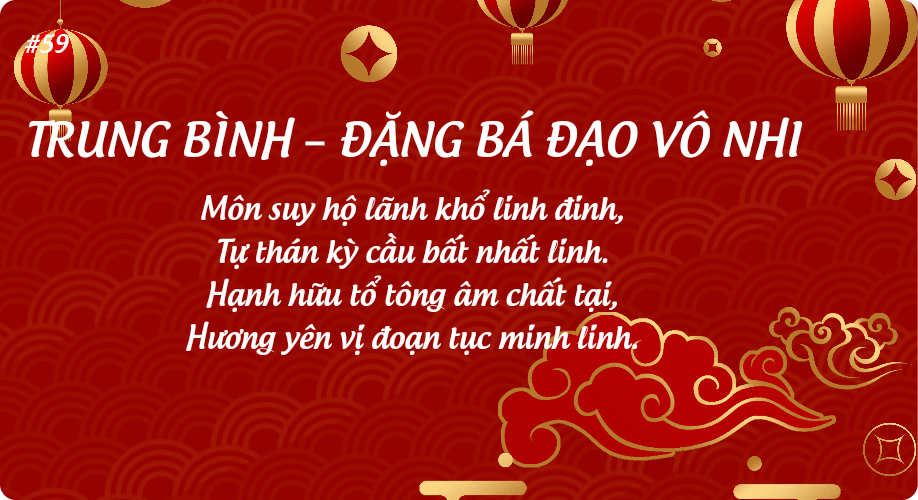 #59
TRUNG BÌNH – ĐẶNG BÁ ĐẠO VÔ NHI
Môn suy hộ lãnh khổ linh đinh,
Tự thán kỳ cầu bất nhất linh.
Hạnh hữu tổ tông âm chất tại,
Hương yên vị đoạn tục minh linh.